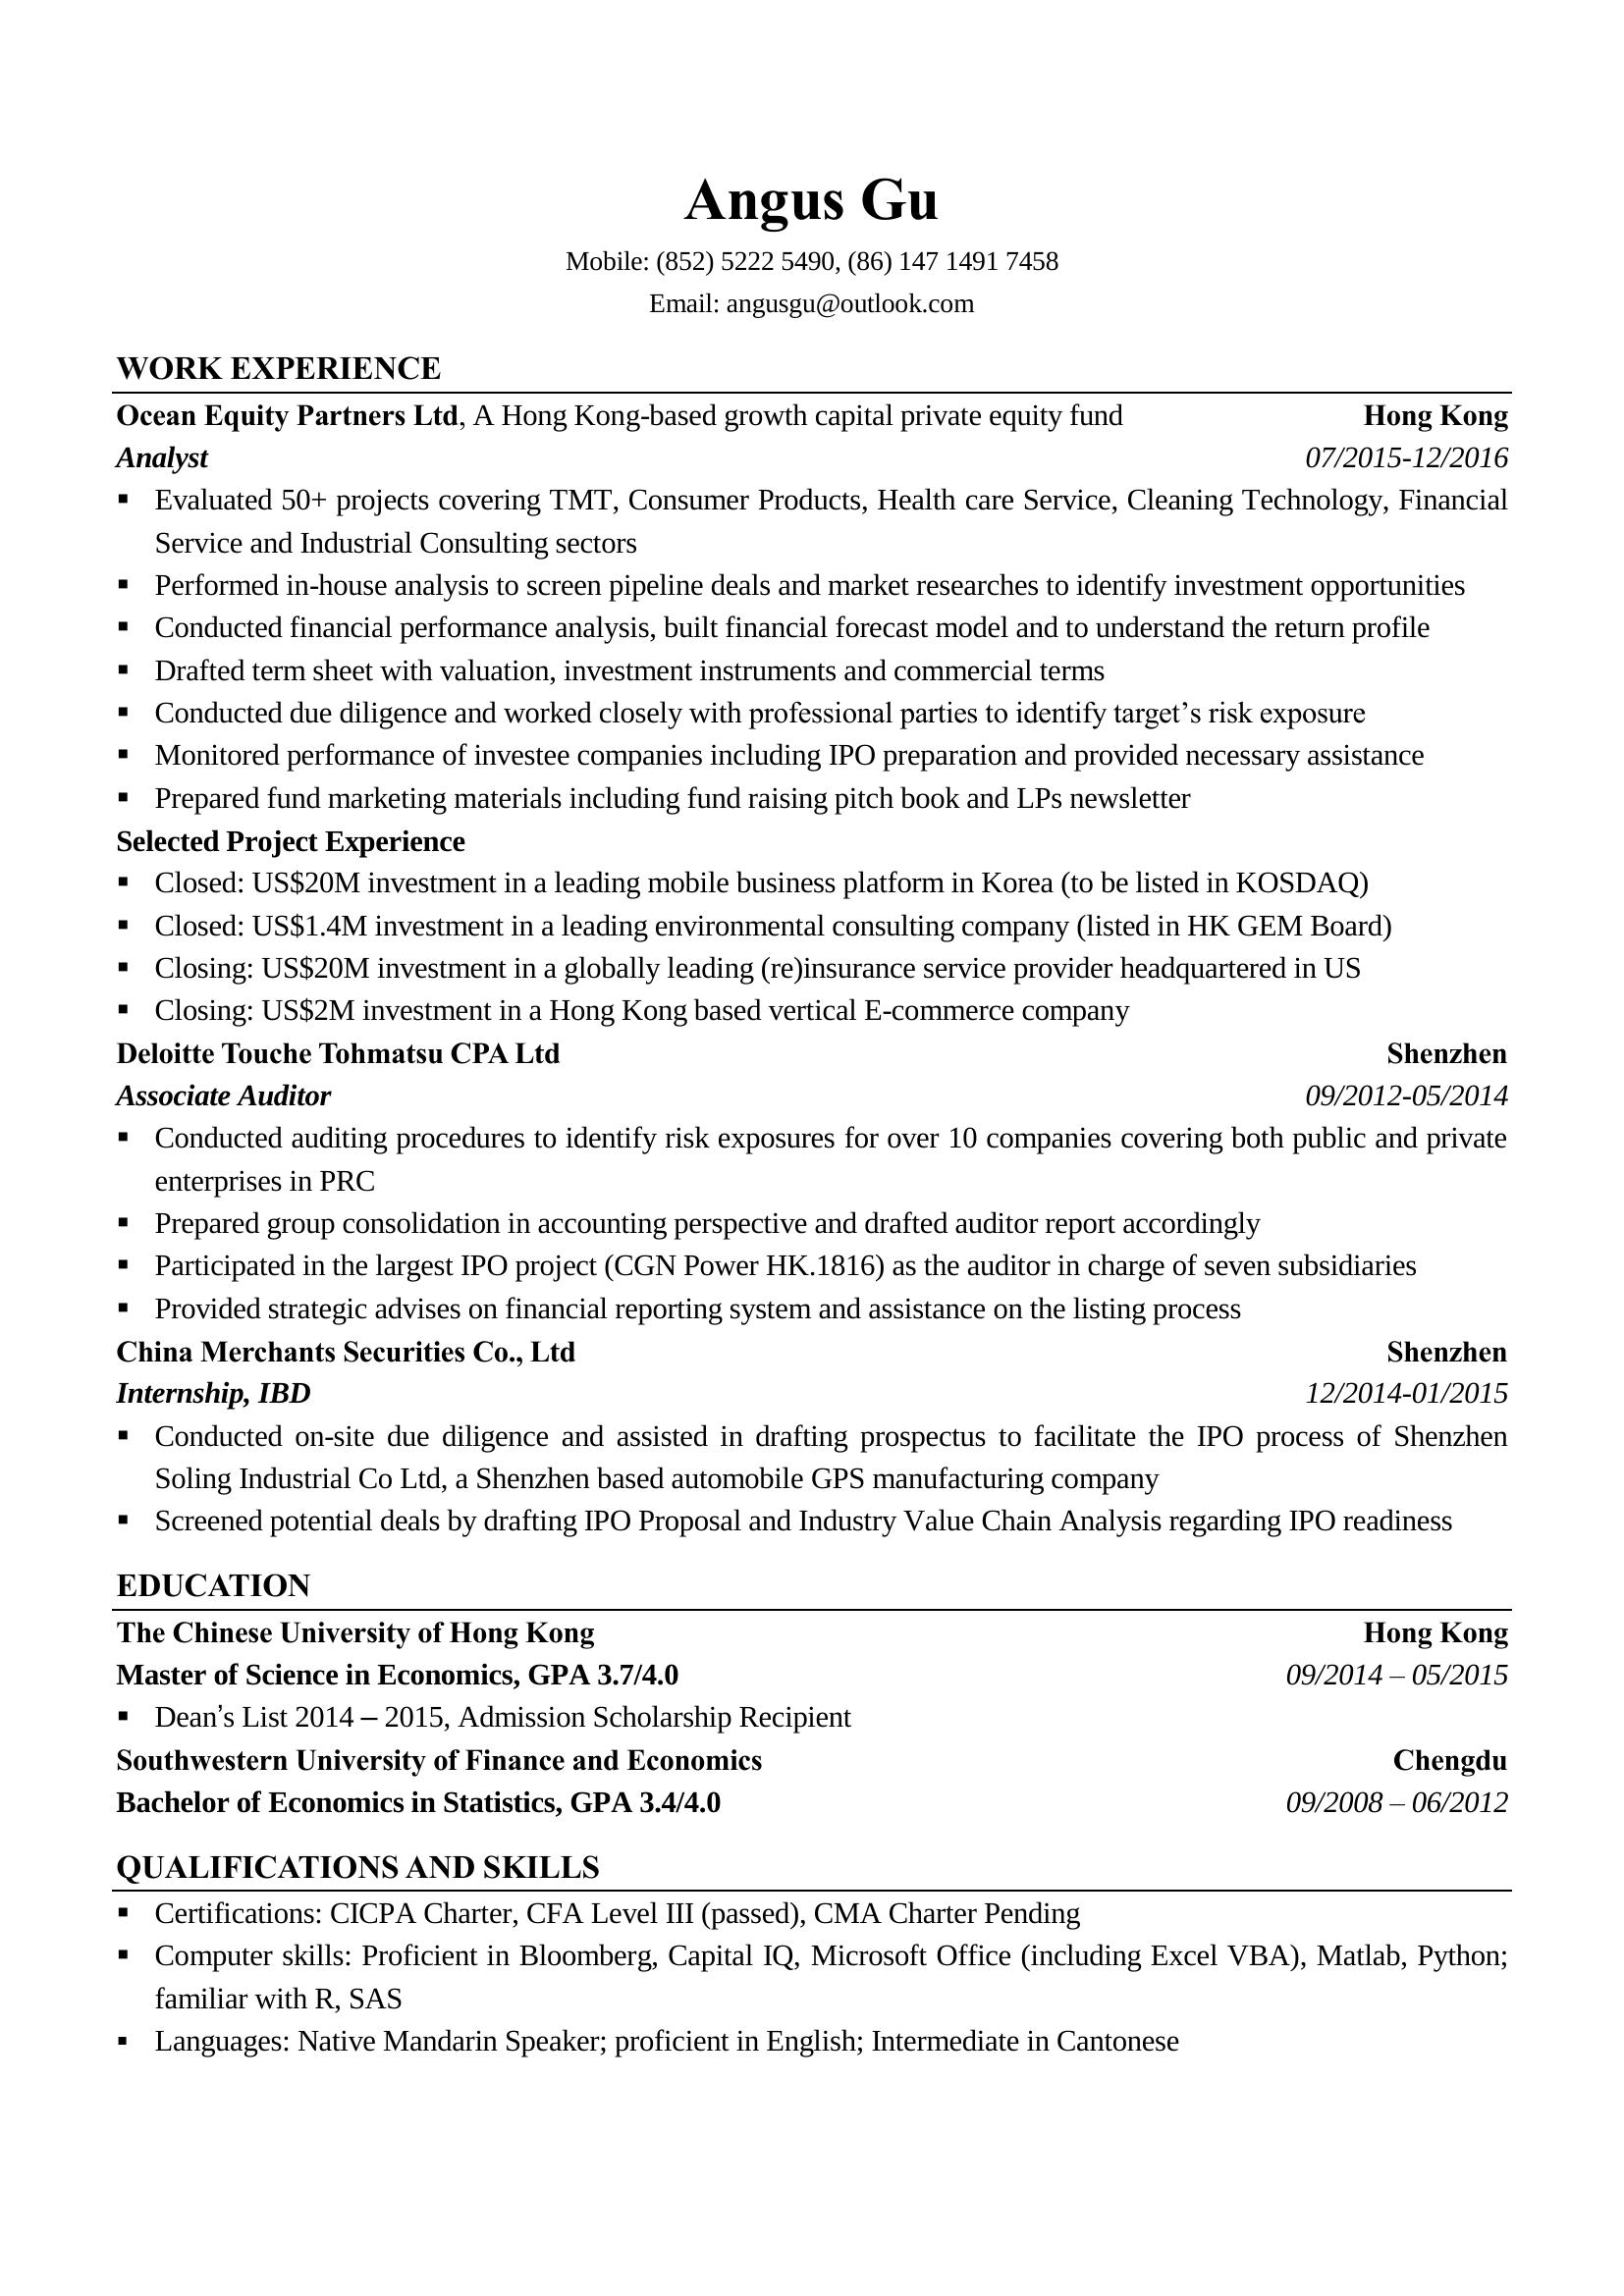 Angus Gu
Mobile: (852) 5222 5490, (86) 147 1491 7458
Email: angusgu@outlook.com
WORK EXPERIENCE
Ocean Equity Partners Ltd, A Hong Kong-based growth capital private equity fund Hong Kong
Analyst 07/2015-12/2016
▪ Evaluated 50+ projects covering TMT, Consumer Products, Health care Service, Cleaning Technology, Financial
Service and Industrial Consulting sectors
▪ Performed in-house analysis to screen pipeline deals and market researches to identify investment opportunities
▪ Conducted financial performance analysis, built financial forecast model and to understand the return profile
▪ Drafted term sheet with valuation, investment instruments and commercial terms
▪ Conducted due diligence and worked closely with professional parties to identify target’s risk exposure
▪ Monitored performance of investee companies including IPO preparation and provided necessary assistance
▪ Prepared fund marketing materials including fund raising pitch book and LPs newsletter
Selected Project Experience
▪ Closed: US$20M investment in a leading mobile business platform in Korea (to be listed in KOSDAQ)
▪ Closed: US$1.4M investment in a leading environmental consulting company (listed in HK GEM Board)
▪ Closing: US$20M investment in a globally leading (re)insurance service provider headquartered in US
▪ Closing: US$2M investment in a Hong Kong based vertical E-commerce company
Deloitte Touche Tohmatsu CPA Ltd Shenzhen
Associate Auditor 09/2012-05/2014
▪ Conducted auditing procedures to identify risk exposures for over 10 companies covering both public and private
enterprises in PRC
▪ Prepared group consolidation in accounting perspective and drafted auditor report accordingly
▪ Participated in the largest IPO project (CGN Power HK.1816) as the auditor in charge of seven subsidiaries
▪ Provided strategic advises on financial reporting system and assistance on the listing process
China Merchants Securities Co., Ltd Shenzhen
Internship, IBD 12/2014-01/2015
▪ Conducted on-site due diligence and assisted in drafting prospectus to facilitate the IPO process of Shenzhen
Soling Industrial Co Ltd, a Shenzhen based automobile GPS manufacturing company
▪ Screened potential deals by drafting IPO Proposal and Industry Value Chain Analysis regarding IPO readiness
EDUCATION
The Chinese University of Hong Kong Hong Kong
Master of Science in Economics, GPA 3.7/4.0 09/2014 – 05/2015
▪ Dean’s List 2014 – 2015, Admission Scholarship Recipient
Southwestern University of Finance and Economics Chengdu
Bachelor of Economics in Statistics, GPA 3.4/4.0 09/2008 – 06/2012
QUALIFICATIONS AND SKILLS
▪ Certifications: CICPA Charter, CFA Level III (passed), CMA Charter Pending
▪ Computer skills: Proficient in Bloomberg, Capital IQ, Microsoft Office (including Excel VBA), Matlab, Python;
familiar with R, SAS
▪ Languages: Native Mandarin Speaker; proficient in English; Intermediate in Cantonese